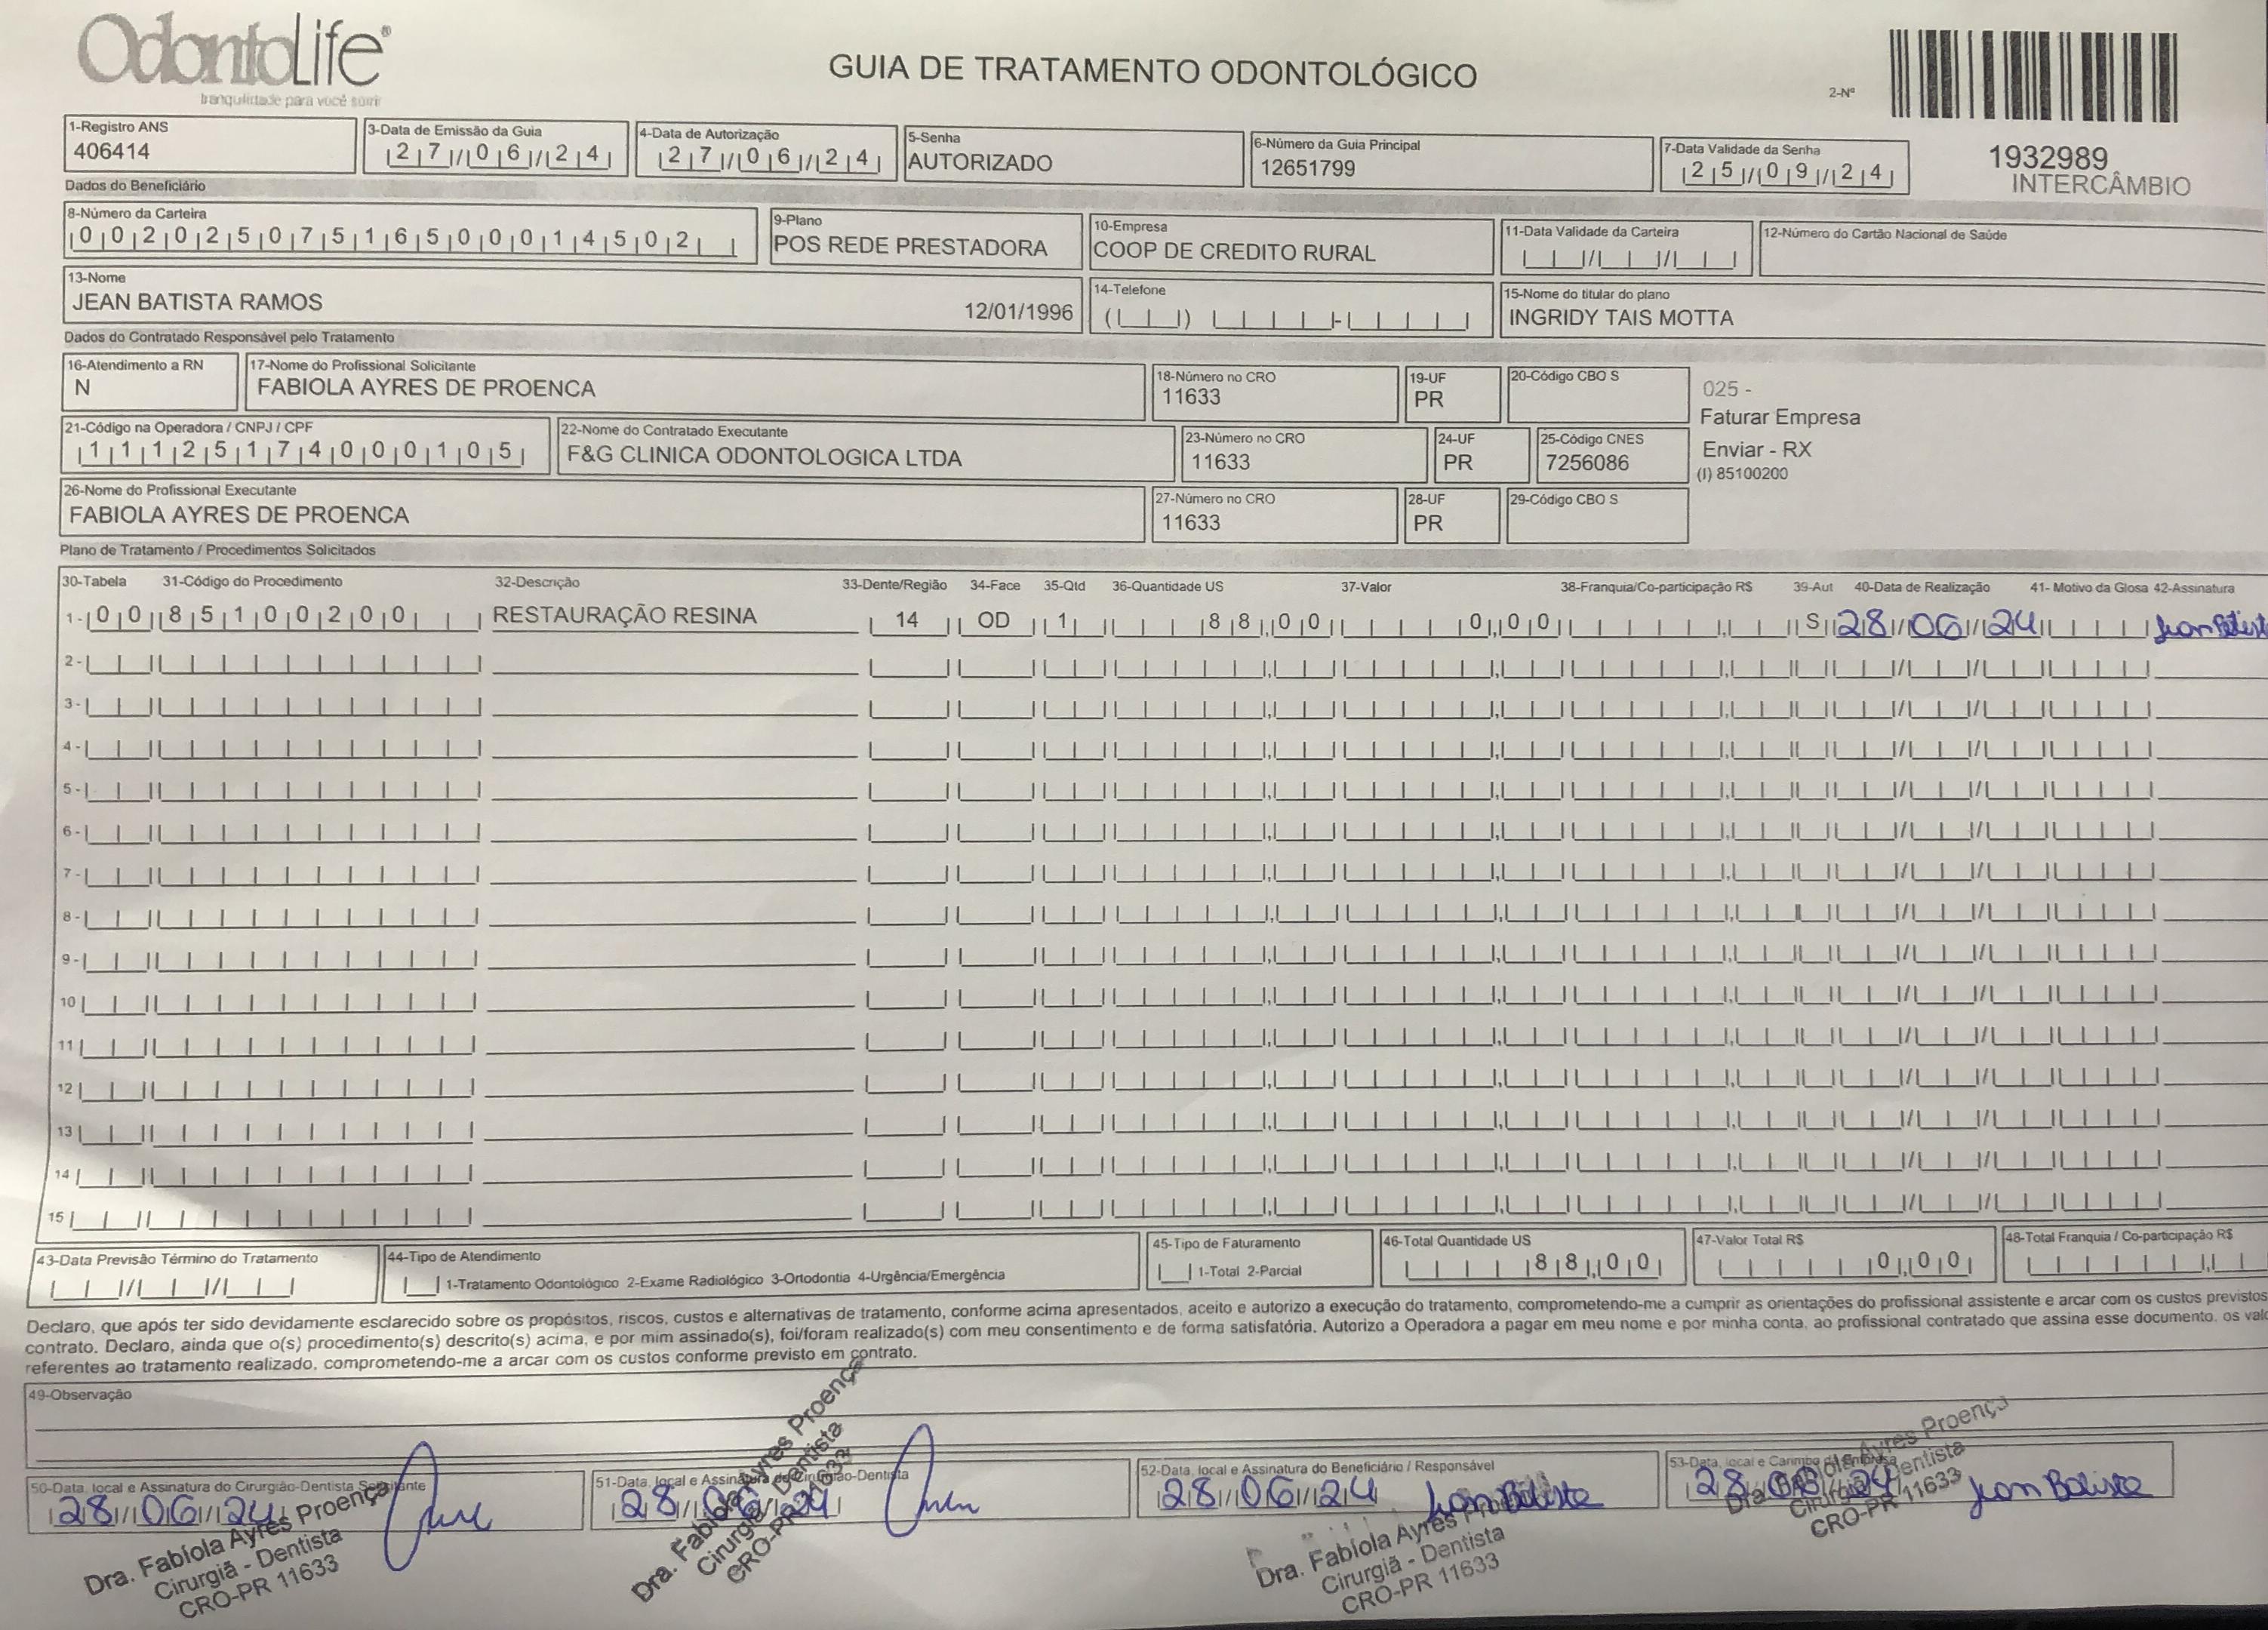 OdontoLife®
tranquilidade para você sorrir
GUIA DE TRATAMENTO ODONTOLÓGICO
2-Nº
1932989
INTERCÂMBIO
1-Registro ANS
406414
3-Data de Emissão da Guia
27/06/24
4-Data de Autorização
27/06/24
5-Senha
AUTORIZADO
6-Número da Guia Principal
12651799
7-Data Validade da Senha
25/09/24
Dados do Beneficiário
8-Número da Carteira
00202507516500014502
9-Plano
POS REDE PRESTADORA
10-Empresa
COOP DE CREDITO RURAL
11-Data Validade da Carteira
12-Número do Cartão Nacional de Saúde
13-Nome
JEAN BATISTA RAMOS 12/01/1996
14-Telefone
15-Nome do titular do plano
INGRIDY TAIS MOTTA
Dados do Contratado Responsável pelo Tratamento
16-Atendimento a RN
N
17-Nome do Profissional Solicitante
FABIOLA AYRES DE PROENCA
18-Número no CRO
11633
19-UF
PR
20-Código CBO S
025 -
Faturar Empresa
Enviar - RX
(I) 85100200
21-Código na Operadora / CNPJ / CPF
11125174000105
22-Nome do Contratado Executante
F&G CLINICA ODONTOLOGICA LTDA
23-Número no CRO
11633
24-UF
PR
25-Código CNES
7256086
26-Nome do Profissional Executante
FABIOLA AYRES DE PROENCA
27-Número no CRO
11633
28-UF
PR
29-Código CBO S
Plano de Tratamento / Procedimentos Solicitados
30-Tabela 31-Código do Procedimento 32-Descrição 33-Dente/Região 34-Face 35-Qtd 36-Quantidade US 37-Valor 38-Franquia/Co-participação R$ 39-Aut 40-Data de Realização 41- Motivo da Glosa 42-Assinatura
1- 00 85100200 RESTAURAÇÃO RESINA 14 OD 1 88,00 0,00 S 28/06/24 Jean Batista
2-
3-
4-
5-
6-
7-
8-
9-
10
11
12
13
14
15
43-Data Previsão Término do Tratamento
44-Tipo de Atendimento
1-Tratamento Odontológico 2-Exame Radiológico 3-Ortodontia 4-Urgência/Emergência
45-Tipo de Faturamento
1-Total 2-Parcial
46-Total Quantidade US
88,00
47-Valor Total R$
0,00
48-Total Franquia / Co-participação R$
Declaro, que após ter sido devidamente esclarecido sobre os propósitos, riscos, custos e alternativas de tratamento, conforme acima apresentados, aceito e autorizo a execução do tratamento, comprometendo-me a cumprir as orientações do profissional assistente e arcar com os custos previstos
contrato. Declaro, ainda que o(s) procedimento(s) descrito(s) acima, e por mim assinado(s), foi/foram realizado(s) com meu consentimento e de forma satisfatória. Autorizo a Operadora a pagar em meu nome e por minha conta, ao profissional contratado que assina esse documento, os valo
referentes ao tratamento realizado, comprometendo-me a arcar com os custos conforme previsto em contrato.
49-Observação
50-Data, local e Assinatura do Cirurgião-Dentista Solicitante
28/06/24
Dra. Fabíola Ayres Proença
Cirurgiã - Dentista
CRO-PR 11633
51-Data, local e Assinatura do Cirurgião-Dentista
28/06/24
Dra. Fabíola Ayres Proença
Cirurgiã - Dentista
CRO-PR 11633
52-Data, local e Assinatura do Beneficiário / Responsável
28/06/24 Jean Batista
Dra. Fabíola Ayres Proença
Cirurgiã - Dentista
CRO-PR 11633
53-Data, local e Carimbo da Empresa
28/06/24 Jean Batista
Dra. Fabíola Ayres Proença
Cirurgiã - Dentista
CRO-PR 11633